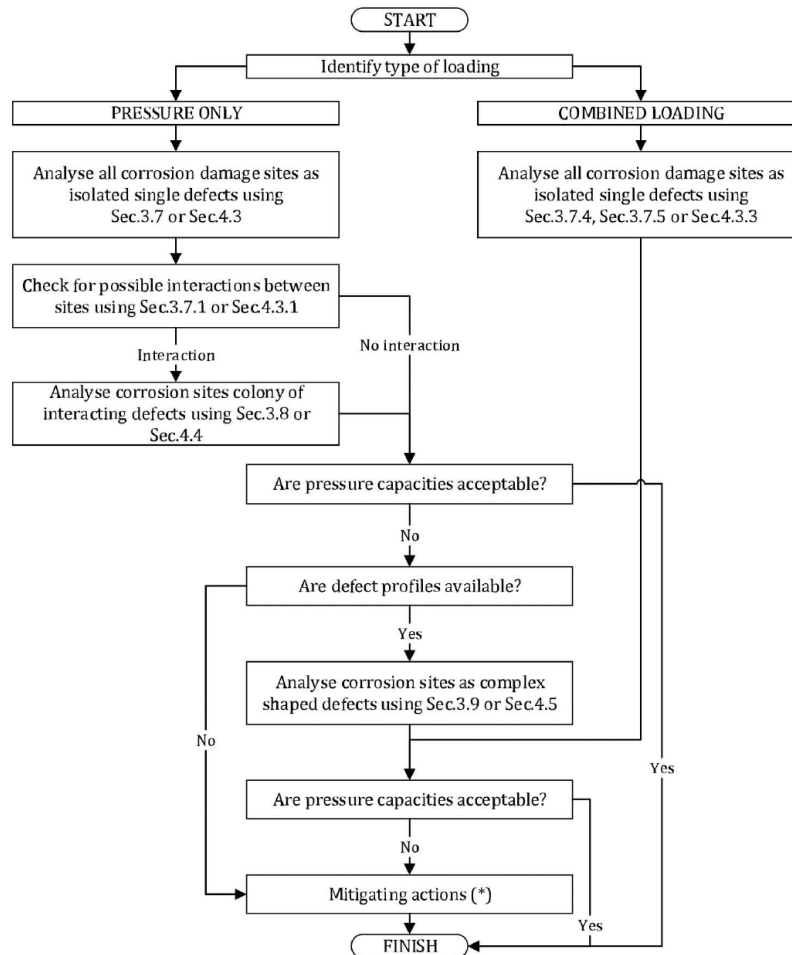 START
Identify type of loading
PRESSURE ONLY
COMBINED LOADING
Analyse all corrosion damage sites as
isolated single defects using
Sec.3.7 or Sec.4.3
Analyse all corrosion damage sites as
isolated single defects using
Sec.3.7.4, Sec.3.7.5 or Sec.4.3.3
Check for possible interactions between
sites using Sec.3.7.1 or Sec.4.3.1
No interaction
Interaction
Analyse corrosion sites colony of
interacting defects using Sec.3.8 or
Sec.4.4
Are pressure capacities acceptable?
No
Are defect profiles available?
Yes
Analyse corrosion sites as complex
shaped defects using Sec.3.9 or Sec.4.5
No
Yes
Are pressure capacities acceptable?
No
Mitigating actions (*)
Yes
FINISH